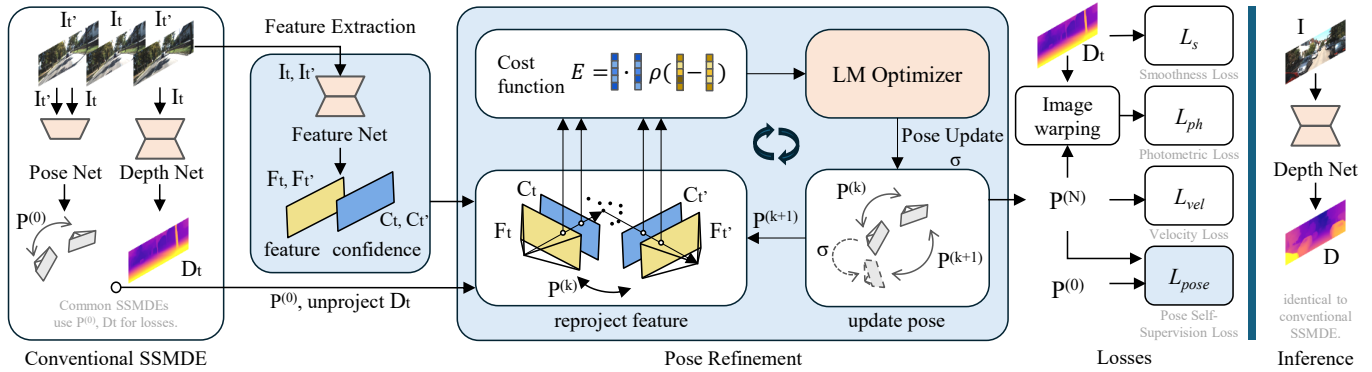 It'
It
It'
It'
It
It
Pose Net
Depth Net
P(0)
Dt
Common SSMDEs
use P(0), Dt for losses.
Conventional SSMDE
Feature Extraction
It, It'
Feature Net
Ft, Ft'
Ct, Ct'
feature confidence
P(0), unproject Dt
Cost
function
E = · ρ( − )
LM Optimizer
Pose Update
σ
Ct
Ct'
Ft
Ft'
P(k)
reproject feature
P(k+1)
P(k)
σ
P(k+1)
update pose
Pose Refinement
Dt
Image
warping
P(N)
P(0)
Ls
Smoothness Loss
Lph
Photometric Loss
Lvel
Velocity Loss
Lpose
Pose Self-
Supervision Loss
Losses
I
Depth Net
D
identical to
conventional
SSMDE.
Inference